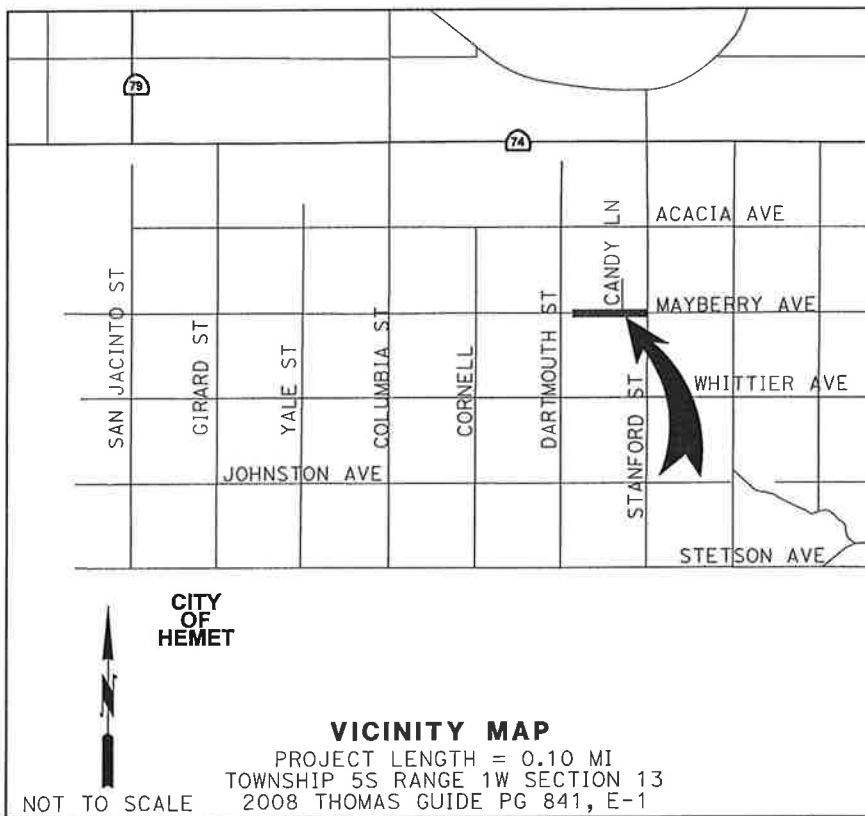 79
74
ACACIA AVE
CANDY LN
MAYBERRY AVE
SAN JACINTO ST
GIRARD ST
YALE ST
COLUMBIA ST
CORNELL
DARTMOUTH ST
STANFORD ST
WHITTIER AVE
JOHNSTON AVE
STETSON AVE
CITY
OF
HEMET
N
VICINITY MAP
PROJECT LENGTH = 0.10 MI
TOWNSHIP 5S RANGE 1W SECTION 13
NOT TO SCALE 2008 THOMAS GUIDE PG 841, E-1